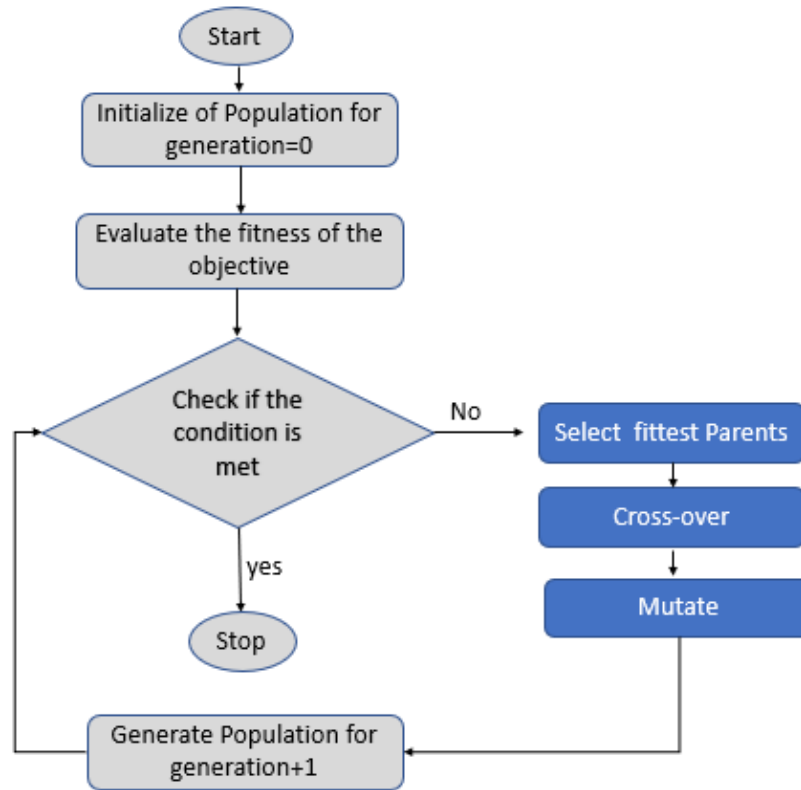 Start
Initialize of Population for
generation=0
Evaluate the fitness of the
objective
Check if the
condition is
met
No
Select  fittest Parents
Cross-over
Mutate
yes
Stop
Generate Population for
generation+1